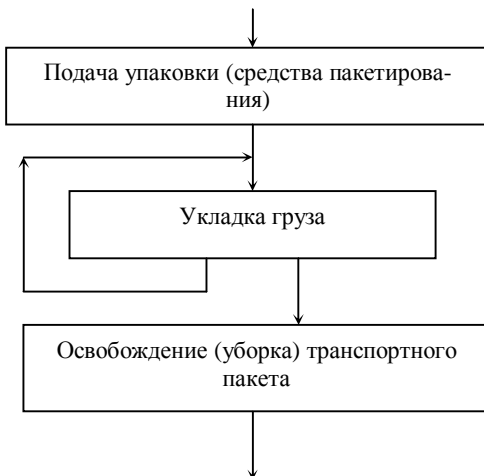 Подача упаковки (средства пакетирова-
ния)
Укладка груза
Освобождение (уборка) транспортного
пакета